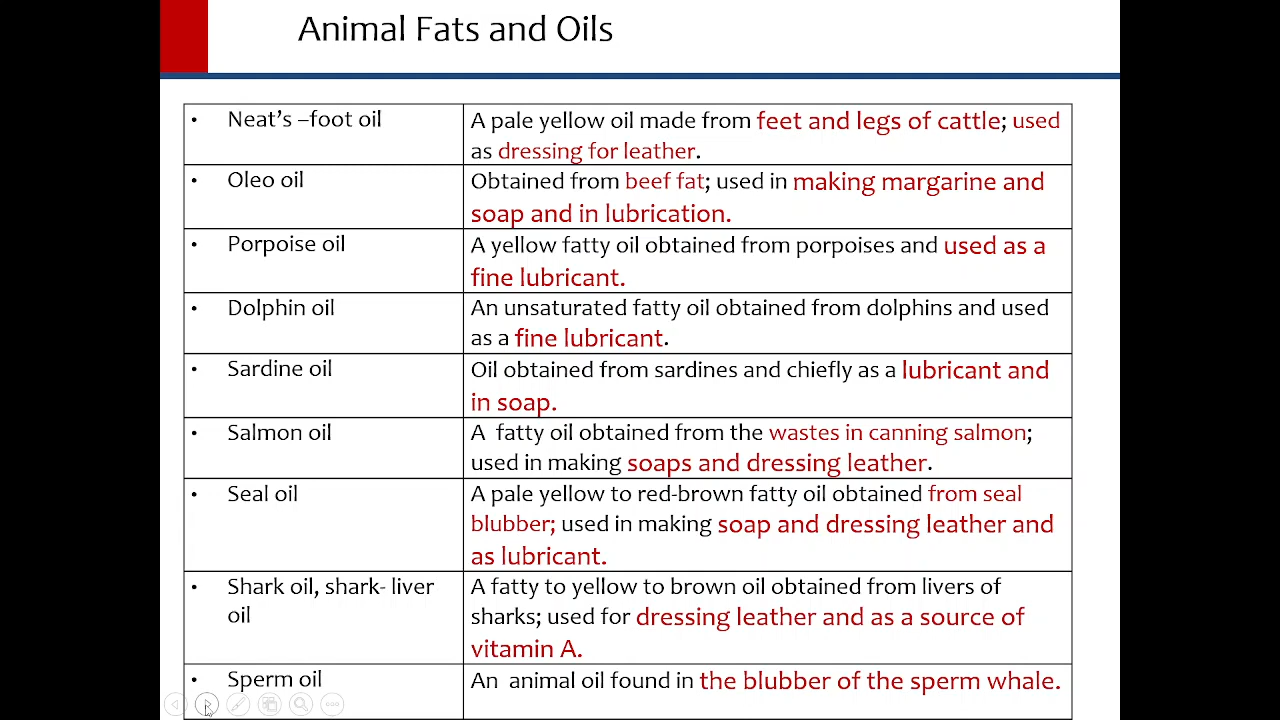 Animal Fats and Oils
• Neat's –foot oil
A pale yellow oil made from feet and legs of cattle; used
as dressing for leather.
• Oleo oil
Obtained from beef fat; used in making margarine and
soap and in lubrication.
• Porpoise oil
A yellow fatty oil obtained from porpoises and used as a
fine lubricant.
• Dolphin oil
An unsaturated fatty oil obtained from dolphins and used
as a fine lubricant.
• Sardine oil
Oil obtained from sardines and chiefly as a lubricant and
in soap.
• Salmon oil
A fatty oil obtained from the wastes in canning salmon;
used in making soaps and dressing leather.
• Seal oil
A pale yellow to red-brown fatty oil obtained from seal
blubber; used in making soap and dressing leather and
as lubricant.
• Shark oil, shark- liver
oil
A fatty to yellow to brown oil obtained from livers of
sharks; used for dressing leather and as a source of
vitamin A.
• Sperm oil
An animal oil found in the blubber of the sperm whale.